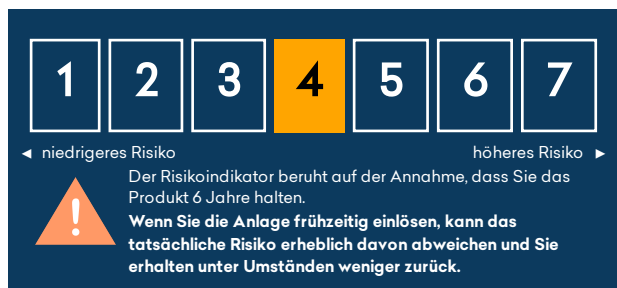 1 2 3 4 5 6 7
◄ niedrigeres Risiko höheres Risiko ►
Der Risikoindikator beruht auf der Annahme, dass Sie das
Produkt 6 Jahre halten.
Wenn Sie die Anlage frühzeitig einlösen, kann das
tatsächliche Risiko erheblich davon abweichen und Sie
erhalten unter Umständen weniger zurück.
!